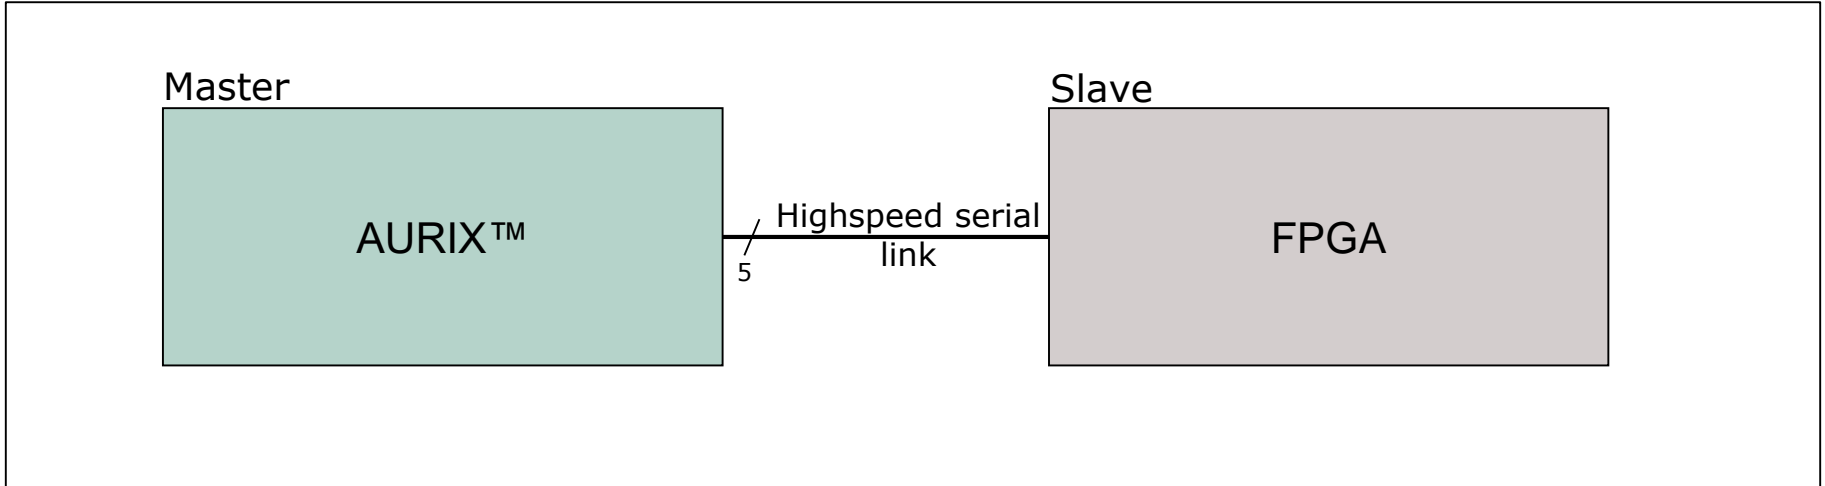 Master
Slave
AURIX™
Highspeed serial
link
5
FPGA